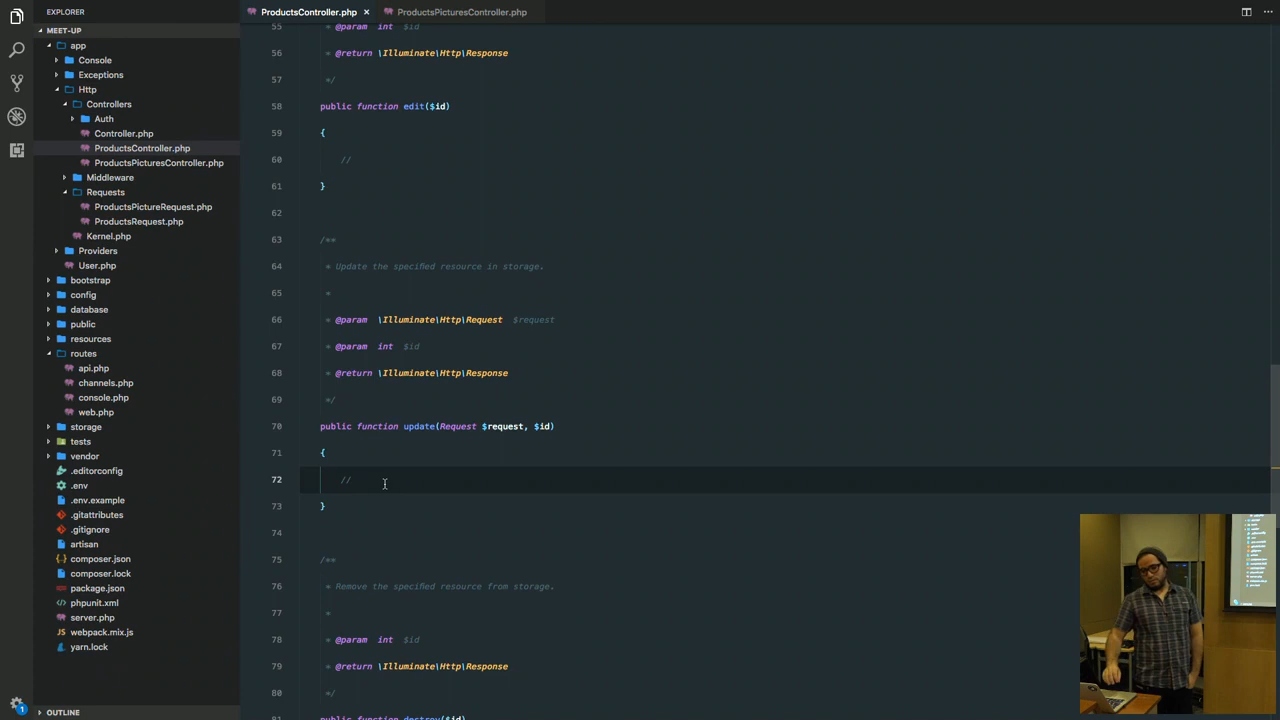 EXPLORER
MEET-UP
app
Console
Exceptions
Http
Controllers
Auth
Controller.php
ProductsController.php
ProductsPicturesController.php
Middleware
Requests
ProductsPictureRequest.php
ProductsRequest.php
Kernel.php
Providers
User.php
bootstrap
config
database
public
resources
routes
api.php
channels.php
console.php
web.php
storage
tests
vendor
.editorconfig
.env
.env.example
.gitattributes
.gitignore
artisan
composer.json
composer.lock
package.json
phpunit.xml
server.php
JS webpack.mix.js
yarn.lock
1
OUTLINE
ProductsController.php × ProductsPicturesController.php
55 * @param int $id
56 * @return \Illuminate\Http\Response
57 */
58 public function edit($id)
59 {
60 //
61 }
62
63 /**
64 * Update the specified resource in storage.
65 *
66 * @param \Illuminate\Http\Request $request
67 * @param int $id
68 * @return \Illuminate\Http\Response
69 */
70 public function update(Request $request, $id)
71 {
72 //
73 }
74
75 /**
76 * Remove the specified resource from storage.
77 *
78 * @param int $id
79 * @return \Illuminate\Http\Response
80 */
81 public function destroy($id)